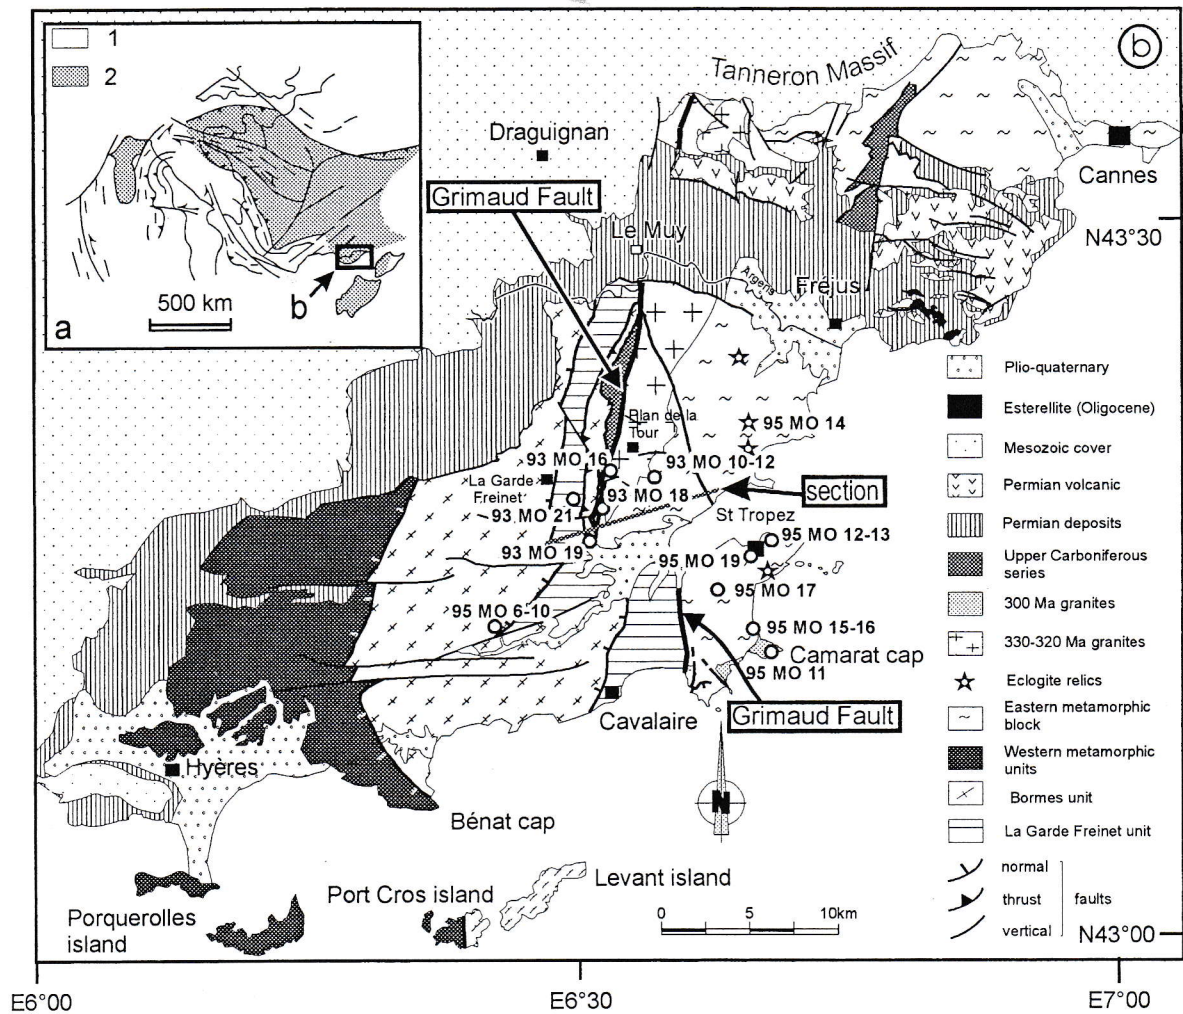 1
2
500 km
b
a
b
Tanneron Massif
Draguignan
Cannes
Grimaud Fault
Le Muy
N43°30
Argens
Fréjus
Plan de la
Tour
95 MO 14
93 MO 16
93 MO 10-12
La Garde
Freinet
93 MO 18
section
93 MO 21
St Tropez
95 MO 12-13
93 MO 19
95 MO 19
95 MO 17
95 MO 6-10
95 MO 15-16
Camarat cap
95 MO 11
Cavalaire
Grimaud Fault
Hyères
N
Bénat cap
Levant island
Port Cros island
Porquerolles
island
0 5 10km
Plio-quaternary
Esterellite (Oligocene)
Mesozoic cover
Permian volcanic
Permian deposits
Upper Carboniferous
series
300 Ma granites
330-320 Ma granites
Eclogite relics
Eastern metamorphic
block
Western metamorphic
units
Bormes unit
La Garde Freinet unit
normal
thrust
vertical
faults
N43°00
E6°00
E6°30
E7°00